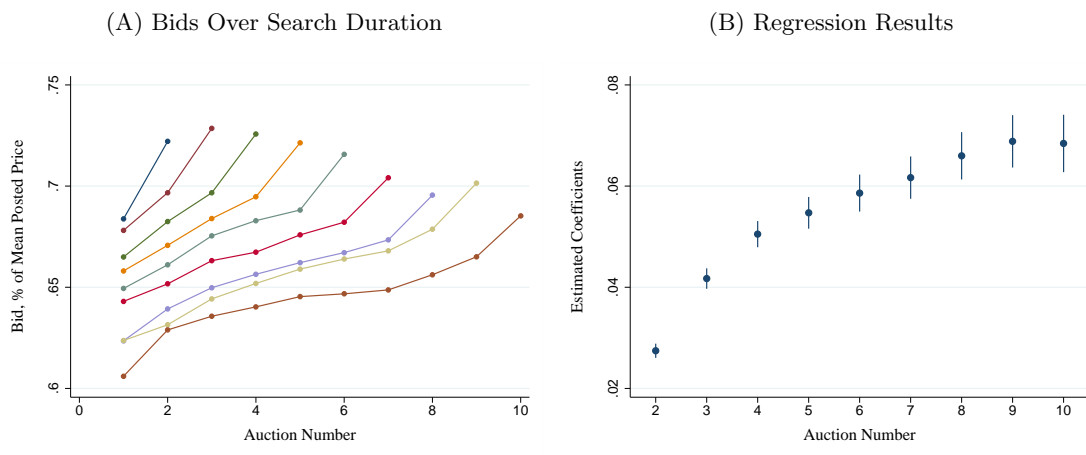 (A) Bids Over Search Duration
Bid, % of Mean Posted Price
.75
.7
.65
.6
0 2 4 6 8 10
Auction Number
(B) Regression Results
Estimated Coefficients
.08
.06
.04
.02
2 3 4 5 6 7 8 9 10
Auction Number